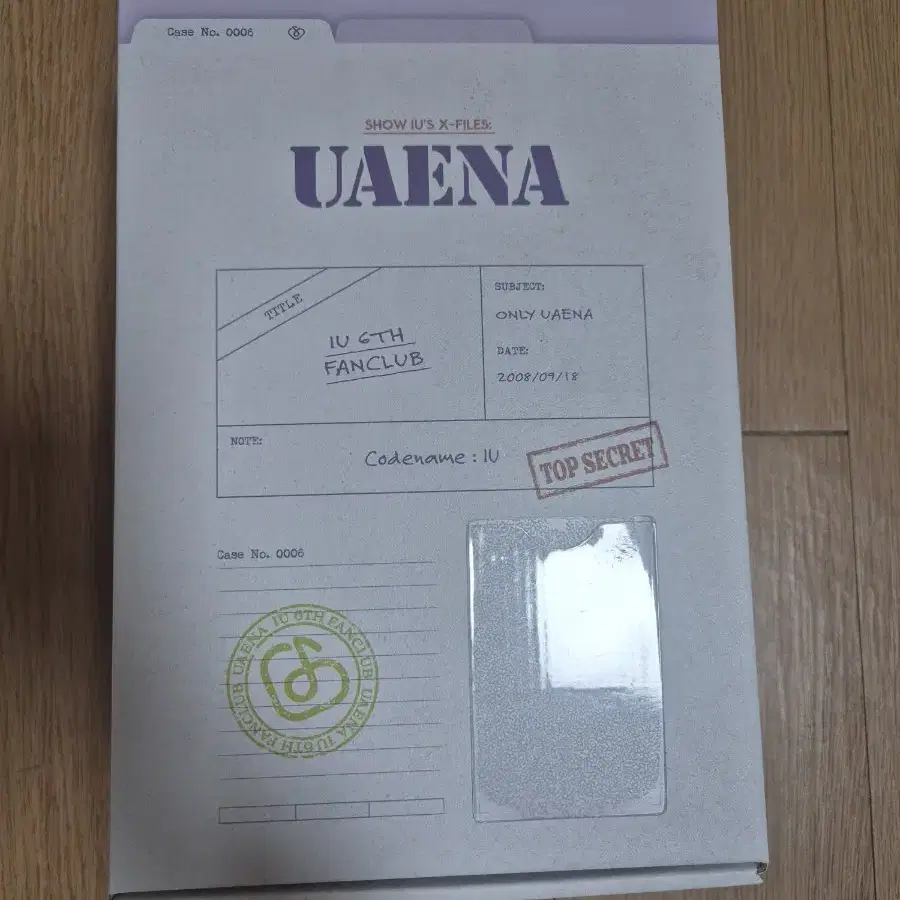 Case No. 0006
SHOW IU'S X-FILES:
UAENA
TITLE
IU 6TH
FANCLUB
SUBJECT:
ONLY UAENA
DATE:
2008/09/18
NOTE:
Codename : IU
TOP SECRET
Case No. 0006
UAENA IU 6TH FANCLUB UAENA IU 6TH FANCLUB